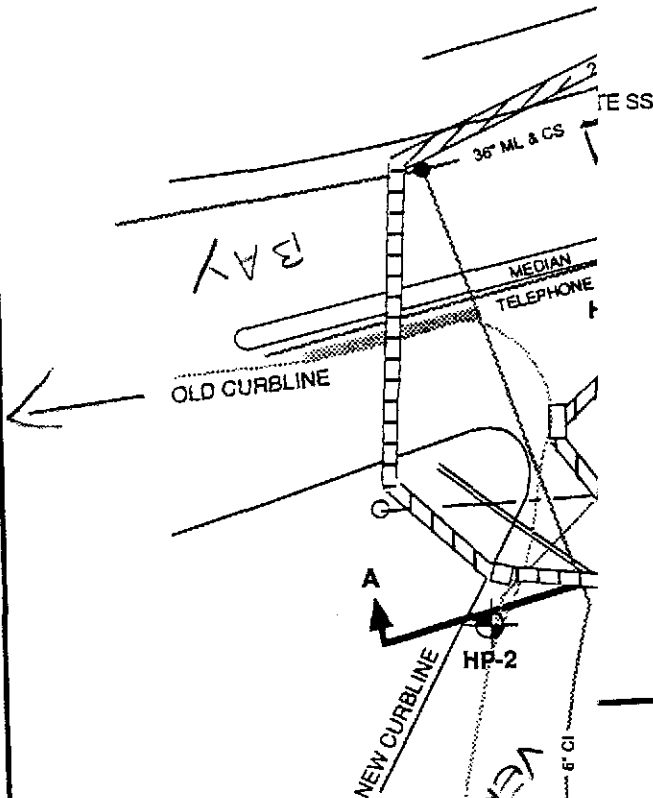 TE SS
36" ML & CS
BAY
MEDIAN
TELEPHONE
OLD CURBLINE
A
HP-2
NEW CURBLINE
6" CI